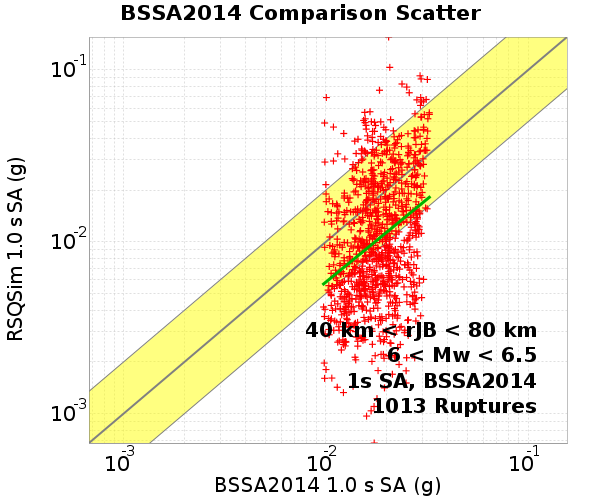 BSSA2014 Comparison Scatter
RSQSim 1.0 s SA (g)
10-1
10-2
10-3
40 km < rJB < 80 km
6 < Mw < 6.5
1s SA, BSSA2014
1013 Ruptures
10-3 10-2 10-1
BSSA2014 1.0 s SA (g)